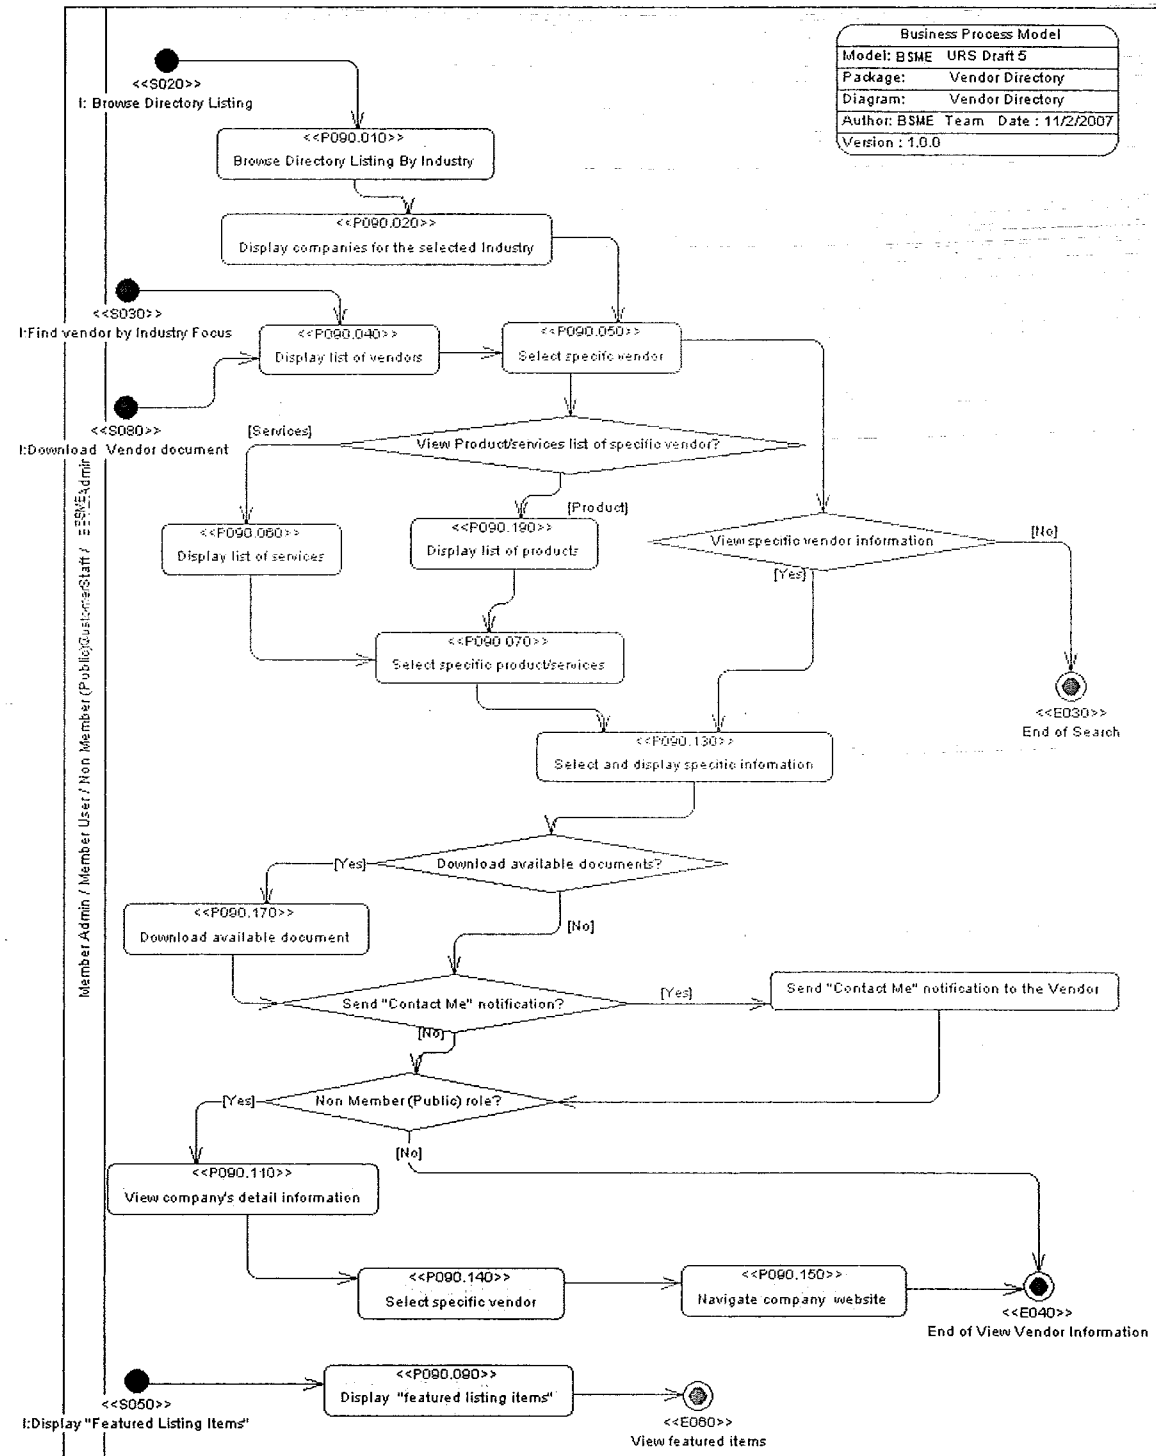 Business Process Model
Model: BSME URS Draft 5
Package: Vendor Directory
Diagram: Vendor Directory
Author: BSME Team Date : 11/2/2007
Version : 1.0.0
<<S020>>
I: Browse Directory Listing
<<P090.010>>
Browse Directory Listing By Industry
<<P090.020>>
Display companies for the selected Industry
<<S030>>
I:Find vendor by Industry Focus
<<P090.040>>
Display list of vendors
<<P090.050>>
Select specifc vendor
<<S080>>
I:Download Vendor document
[Services]
View Product/services list of specific vendor?
[Product]
<<P090.060>>
Display list of services
<<P090.190>>
Display list of products
View specific vendor information
[No]
[Yes]
<<P090.070>>
Select specific product/services
<<E030>>
End of Search
<<P090.130>>
Select and display specific infomation
Member Admin / Member User / Non Member (Public)
Download available documents?
[Yes]
[No]
<<P090.170>>
Download available document
Send "Contact Me" notification?
[Yes]
Send "Contact Me" notification to the Vendor
[No]
Non Member (Public) role?
[Yes]
[No]
<<P090.110>>
View company's detail information
<<P090.140>>
Select specific vendor
<<P090.150>>
Navigate company website
<<E040>>
End of View Vendor Information
<<S050>>
I:Display "Featured Listing Items"
<<P090.090>>
Display "featured listing items"
<<E060>>
View featured items